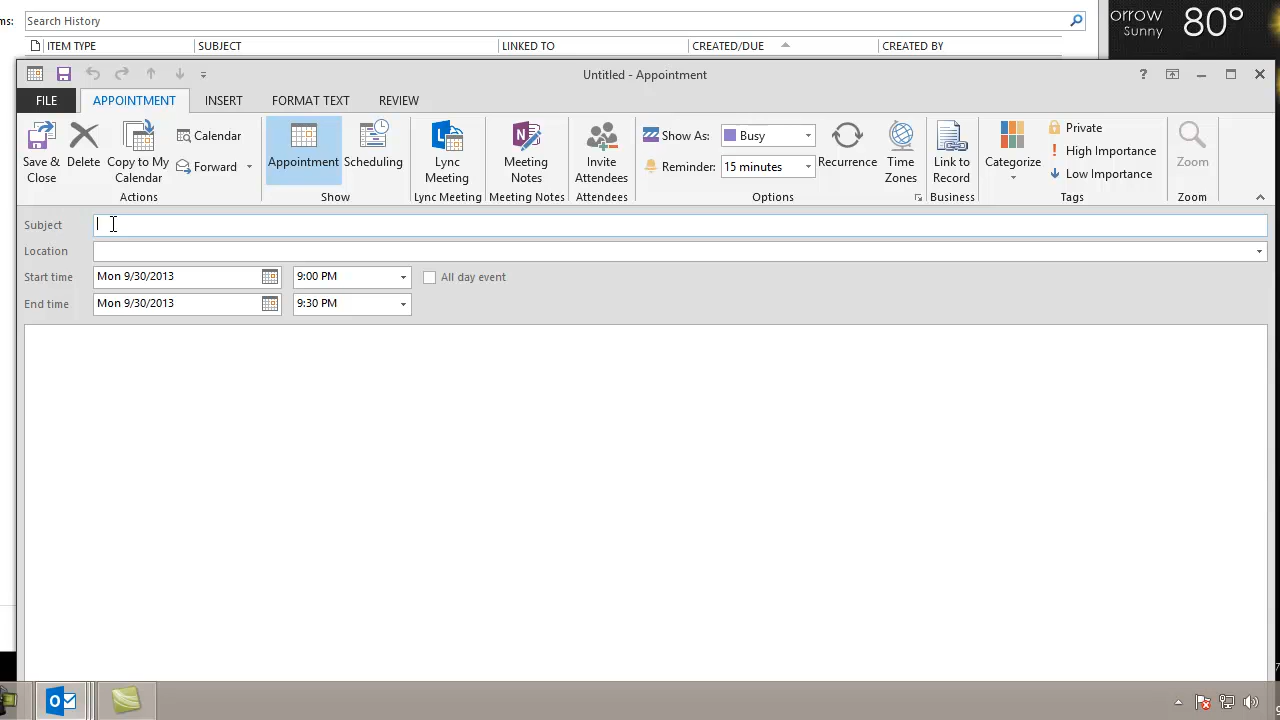 ms: Search History
ITEM TYPE SUBJECT LINKED TO CREATED/DUE CREATED BY
orrow
Sunny
80°
Untitled - Appointment
FILE APPOINTMENT INSERT FORMAT TEXT REVIEW
Save & Close
Delete
Copy to My Calendar
Calendar
Forward
Actions
Appointment
Scheduling
Show
Lync Meeting
Lync Meeting
Meeting Notes
Meeting Notes
Invite Attendees
Attendees
Show As: Busy
Reminder: 15 minutes
Recurrence
Time Zones
Options
Link to Record
Business
Categorize
Private
High Importance
Low Importance
Tags
Zoom
Zoom
Subject
Location
Start time Mon 9/30/2013 9:00 PM All day event
End time Mon 9/30/2013 9:30 PM